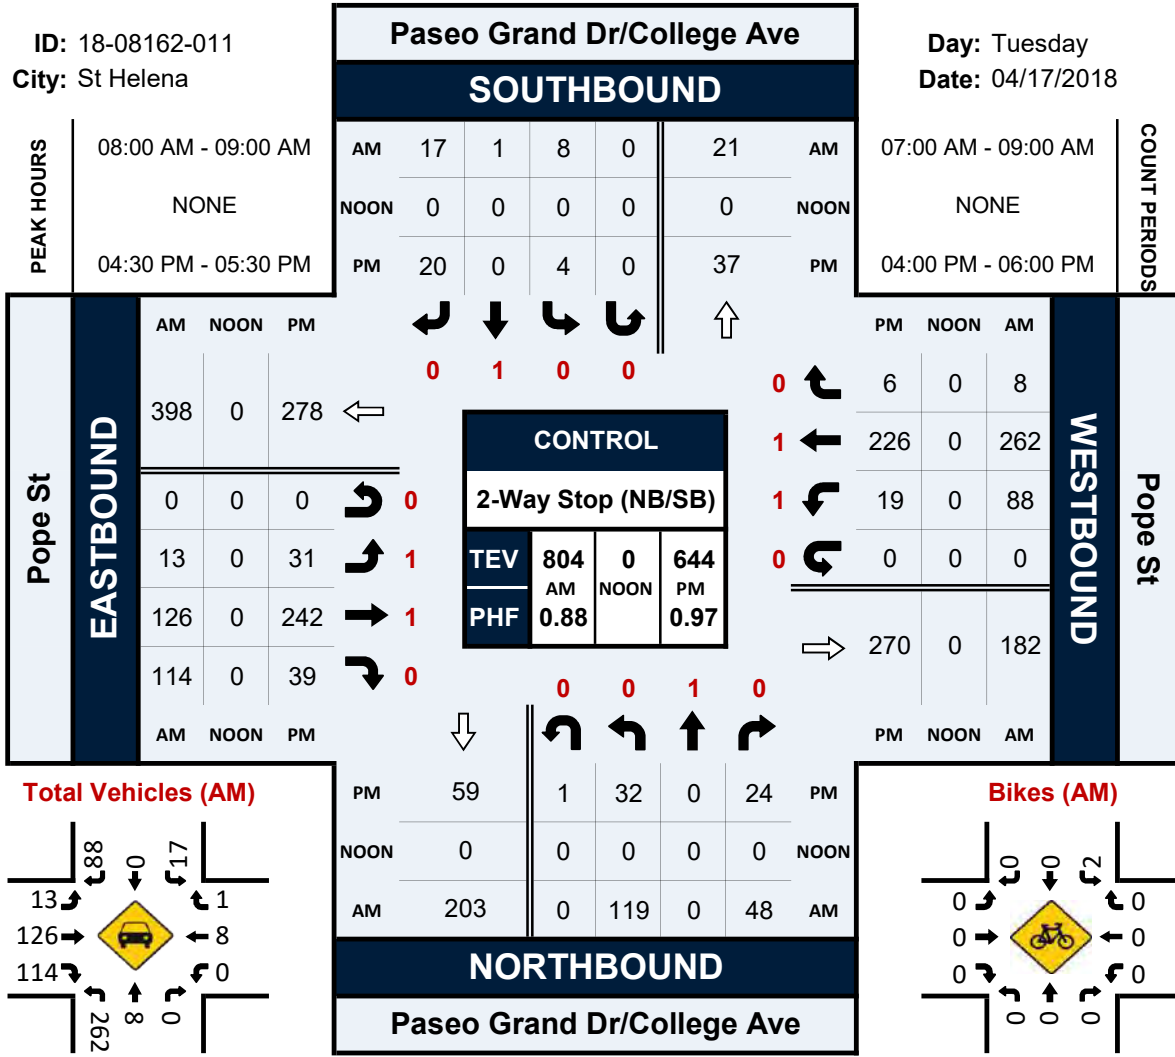 ID: 18-08162-011
City: St Helena
Paseo Grand Dr/College Ave
SOUTHBOUND
Day: Tuesday
Date: 04/17/2018
PEAK HOURS
08:00 AM - 09:00 AM
NONE
04:30 PM - 05:30 PM
AM 17 1 8 0 21 AM
NOON 0 0 0 0 0 NOON
PM 20 0 4 0 37 PM
07:00 AM - 09:00 AM
NONE
04:00 PM - 06:00 PM
COUNT PERIODS
0 1 0 0
Pope St
EASTBOUND
AM NOON PM
398 0 278
0 0 0 0
13 0 31 1
126 0 242 1
114 0 39 0
AM NOON PM
CONTROL
2-Way Stop (NB/SB)
TEV 804 0 644
AM NOON PM
PHF 0.88 0.97
PM NOON AM
0 6 0 8
1 226 0 262
1 19 0 88
0 0 0 0
270 0 182
PM NOON AM
WESTBOUND
Pope St
0 0 1 0
PM 59 1 32 0 24 PM
NOON 0 0 0 0 0 NOON
AM 203 0 119 0 48 AM
NORTHBOUND
Paseo Grand Dr/College Ave
Total Vehicles (AM)
88 0 17
13 1
126 8
114 0
262 8 0
Bikes (AM)
0 0 2
0 0
0 0
0 0
0 0 0